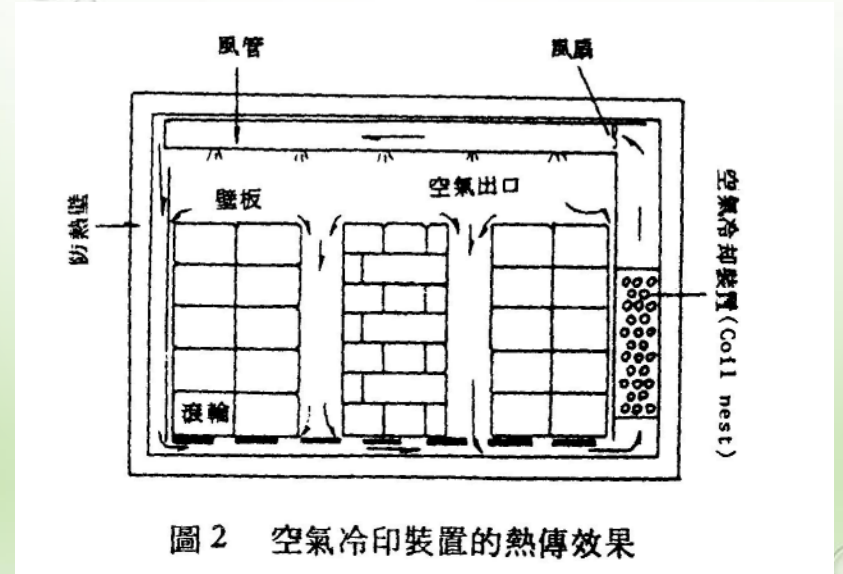 風管
風扇
壁板
空氣出口
防熱壁
空氣冷却裝置(Coil nest)
滾輪
圖2 空氣冷印裝置的熱傳效果